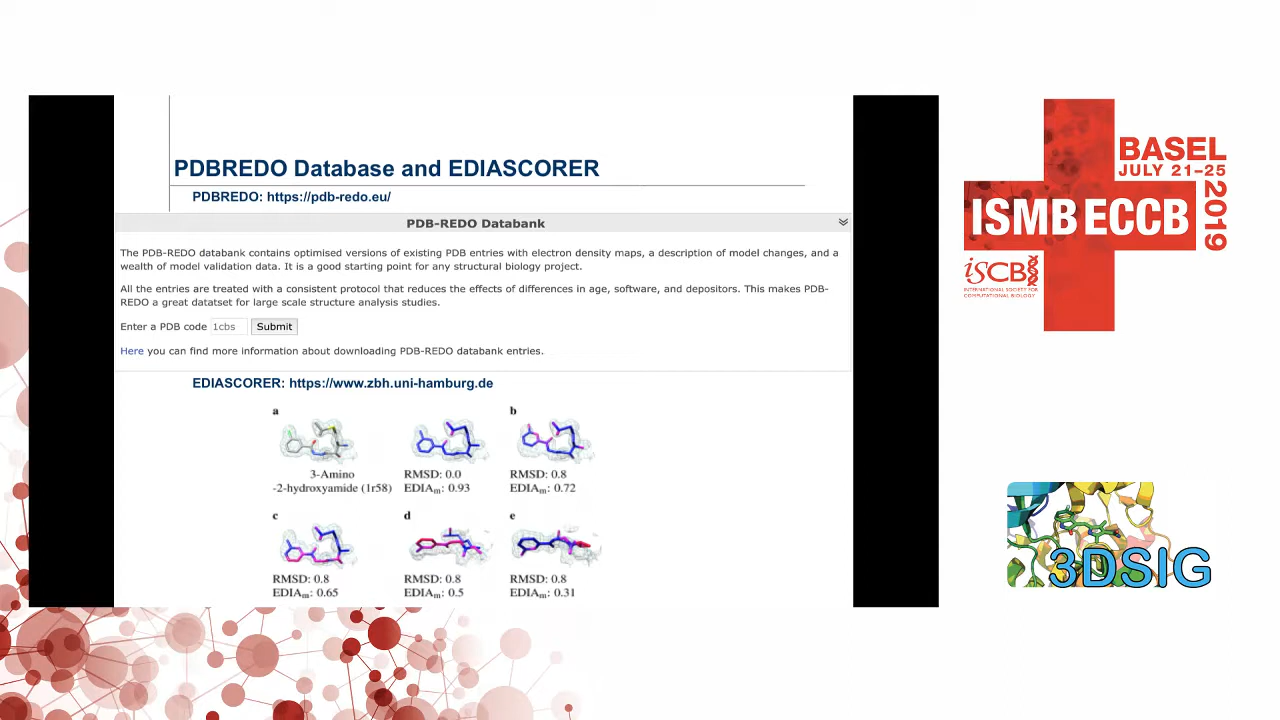 PDBREDO Database and EDIASCORER
PDBREDO: https://pdb-redo.eu/
PDB-REDO Databank
The PDB-REDO databank contains optimised versions of existing PDB entries with electron density maps, a description of model changes, and a
wealth of model validation data. It is a good starting point for any structural biology project.
All the entries are treated with a consistent protocol that reduces the effects of differences in age, software, and depositors. This makes PDB-
REDO a great datatset for large scale structure analysis studies.
Enter a PDB code 1cbs Submit
Here you can find more information about downloading PDB-REDO databank entries.
EDIASCORER: https://www.zbh.uni-hamburg.de
a
b
3-Amino
-2-hydroxyamide (1r58)
RMSD: 0.0
EDIAm: 0.93
RMSD: 0.8
EDIAm: 0.72
c
d
e
RMSD: 0.8
EDIAm: 0.65
RMSD: 0.8
EDIAm: 0.5
RMSD: 0.8
EDIAm: 0.31
BASEL
JULY 21–25
2019
ISMB ECCB
iSCB
INTERNATIONAL SOCIETY FOR
COMPUTATIONAL BIOLOGY
3DSIG